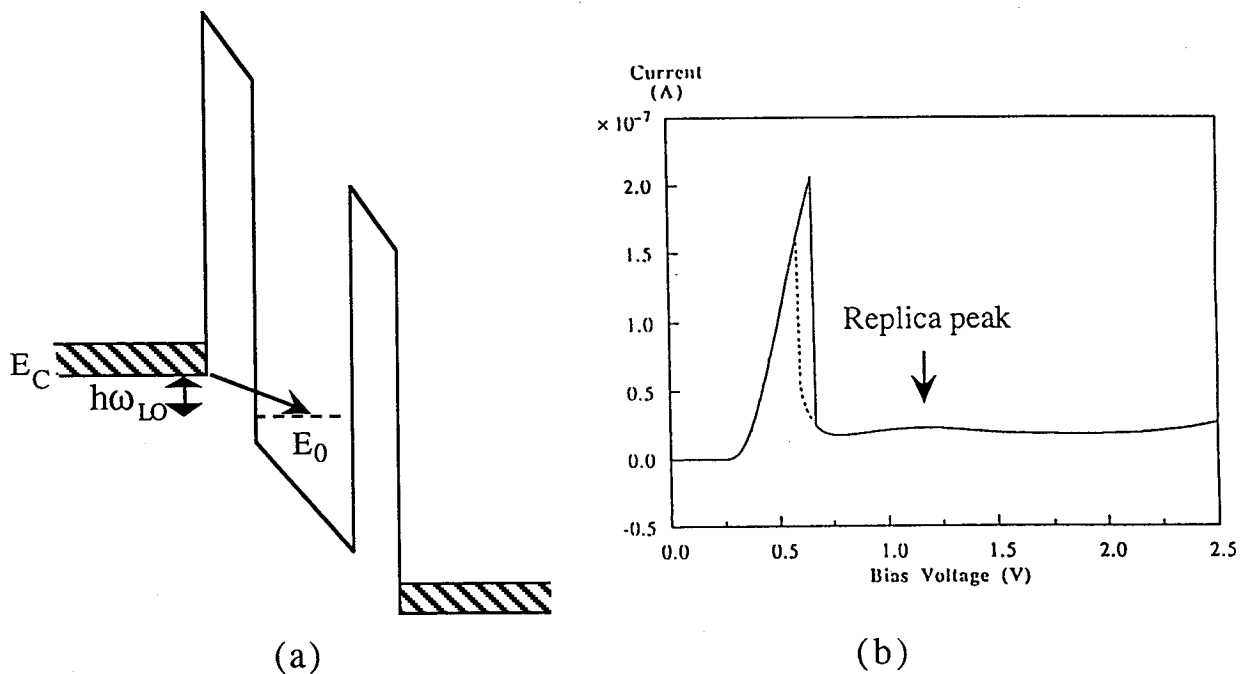 E_C
hω_LO
E_0
(a)
Current
(A)
× 10^-7
2.0
1.5
1.0
0.5
0.0
-0.5
Replica peak
0.0 0.5 1.0 1.5 2.0 2.5
Bias Voltage (V)
(b)